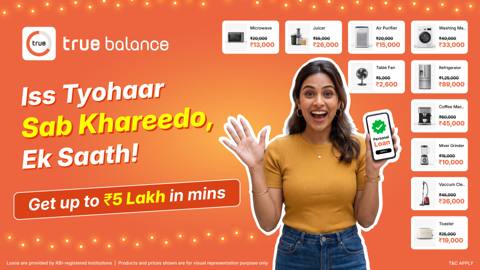 true
true balance
Iss Tyohaar
Sab Khareedo,
Ek Saath!
Get up to ₹5 Lakh in mins
Microwave
₹20,000
₹13,000
Juicer
₹26,000
Air Purifier
₹20,000
₹15,000
Washing Ma..
₹40,000
₹33,000
Table Fan
₹5,000
₹2,600
Refrigerator
₹1,25,000
₹89,000
Coffee Mac..
₹60,000
₹45,000
Mixer Grinder
₹15,000
₹10,000
Vaccum Cle..
₹45,000
₹36,000
Toaster
₹25,000
₹19,000
Personal
Loan
Loans are provided by RBI-registered Institutions | Products and prices shown are for visual representation purpose only
T&C APPLY